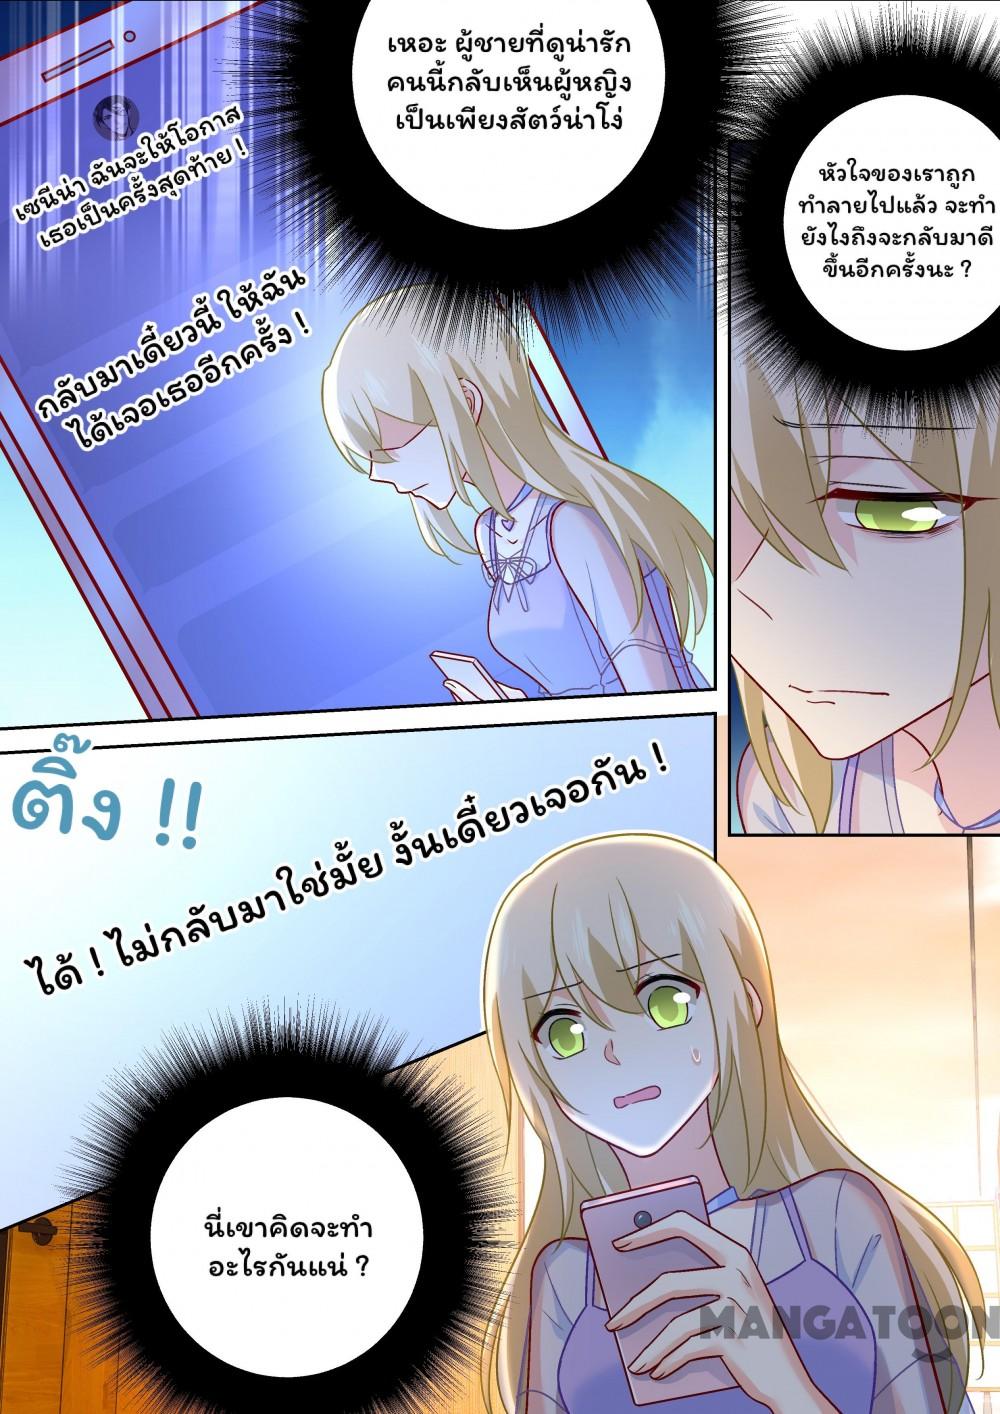 เหอะ ผู้ชายที่ดูน่ารัก
คนนี้กลับเห็นผู้หญิง
เป็นเพียงสัตว์น่าโง่
หัวใจของเราถูก
ทำลายไปแล้ว จะทำ
ยังไงถึงจะกลับมาดี
ขึ้นอีกครั้งนะ ?
เซนีน่า ฉันจะให้โอกาส
เธอเป็นครั้งสุดท้าย !
กลับมาเดี๋ยวนี้ ให้ฉัน
ได้เจอเธออีกครั้ง !
ติ๊ง !!
ได้ ! ไม่กลับมาใช่มั้ย งั้นเดี๋ยวเจอกัน !
นี่เขาคิดจะทำ
อะไรกันแน่ ?
MANGATOON